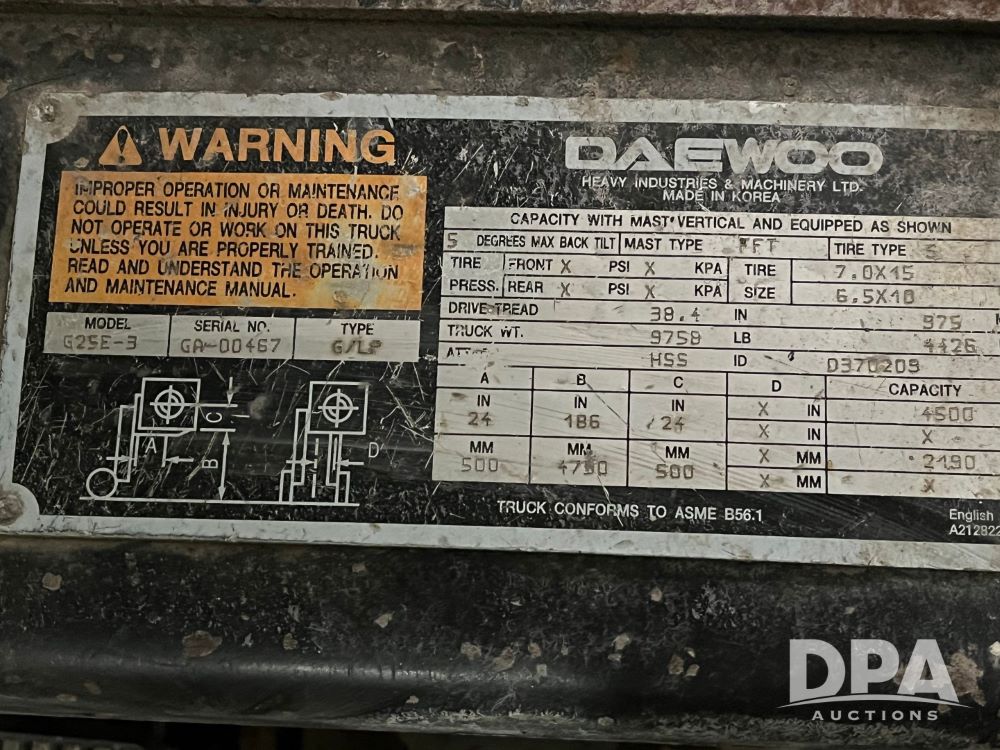 WARNING
IMPROPER OPERATION OR MAINTENANCE
COULD RESULT IN INJURY OR DEATH. DO
NOT OPERATE OR WORK ON THIS TRUCK
UNLESS YOU ARE PROPERLY TRAINED.
READ AND UNDERSTAND THE OPERATION
AND MAINTENANCE MANUAL.
MODEL SERIAL NO. TYPE
G25E-3 GA-00467 G/LP
A B C D
DAEWOO
HEAVY INDUSTRIES & MACHINERY LTD.
MADE IN KOREA
CAPACITY WITH MAST VERTICAL AND EQUIPPED AS SHOWN
5 DEGREES MAX BACK TILT MAST TYPE FFT TIRE TYPE S
TIRE FRONT X PSI X KPA TIRE 7.0X15
PRESS. REAR X PSI X KPA SIZE 6.5X10
DRIVE TREAD 38.4 IN 975
TRUCK WT. 9758 LB 4426
HSS ID D370209
A B C D CAPACITY
IN IN IN X IN 4500
24 186 24 X IN X
MM MM MM X MM 2190
500 4730 500 X MM X
TRUCK CONFORMS TO ASME B56.1
English
A212822
DPA
AUCTIONS